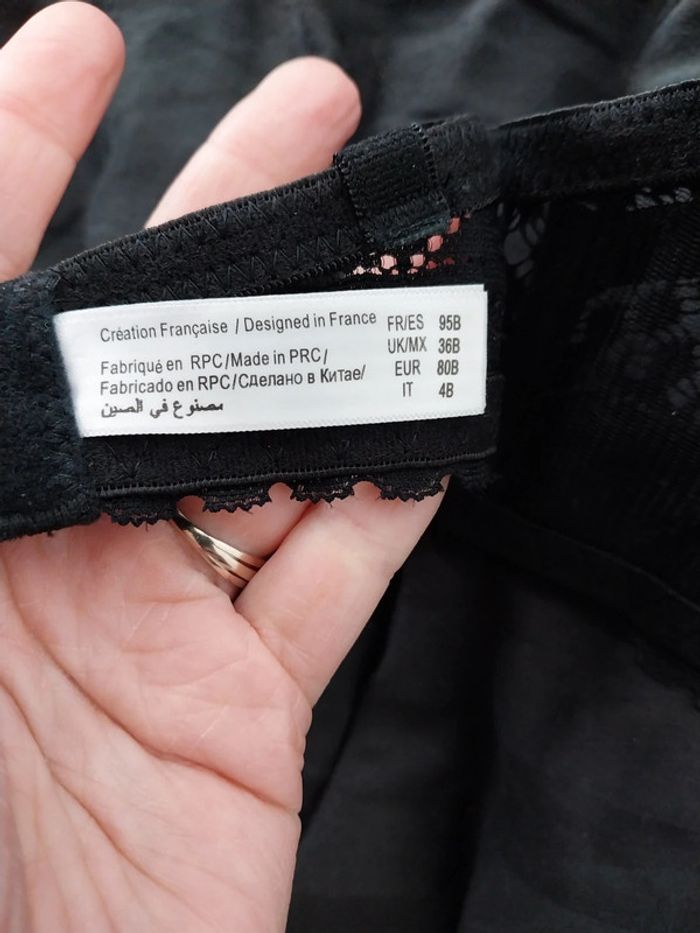 Création Française / Designed in France
Fabriqué en RPC/Made in PRC/
Fabricado en RPC/Сделано в Китае/
مصنوع في الصين
FR/ES 95B
UK/MX 36B
EUR 80B
IT 4B